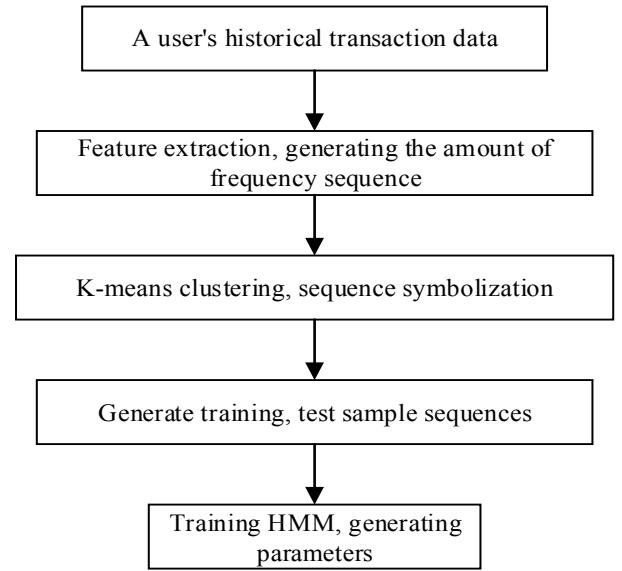 A user's historical transaction data
Feature extraction, generating the amount of
frequency sequence
K-means clustering, sequence symbolization
Generate training, test sample sequences
Training HMM, generating
parameters